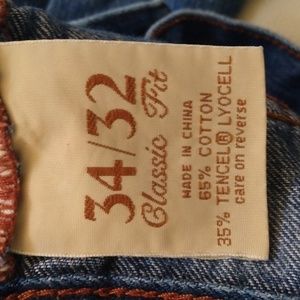 34/32
Classic Fit
MADE IN CHINA
65% COTTON
35% TENCEL® LYOCELL
care on reverse